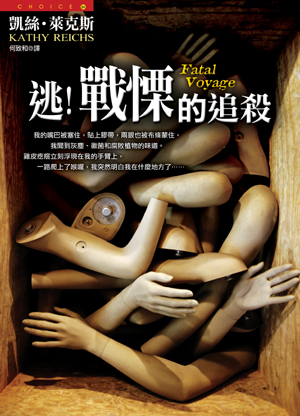 CHOICE
凱絲・萊克斯
KATHY REICHS
何致和◎譯
Fatal
Voyage
逃！戰慄的追殺
我的嘴巴被塞住，貼上膠帶，兩眼也被布條蒙住。
我聞到灰塵、黴菌和腐敗植物的味道。
雞皮疙瘩立刻浮現在我的手臂上，
一路爬上了喉嚨，我突然明白我在什麼地方了……